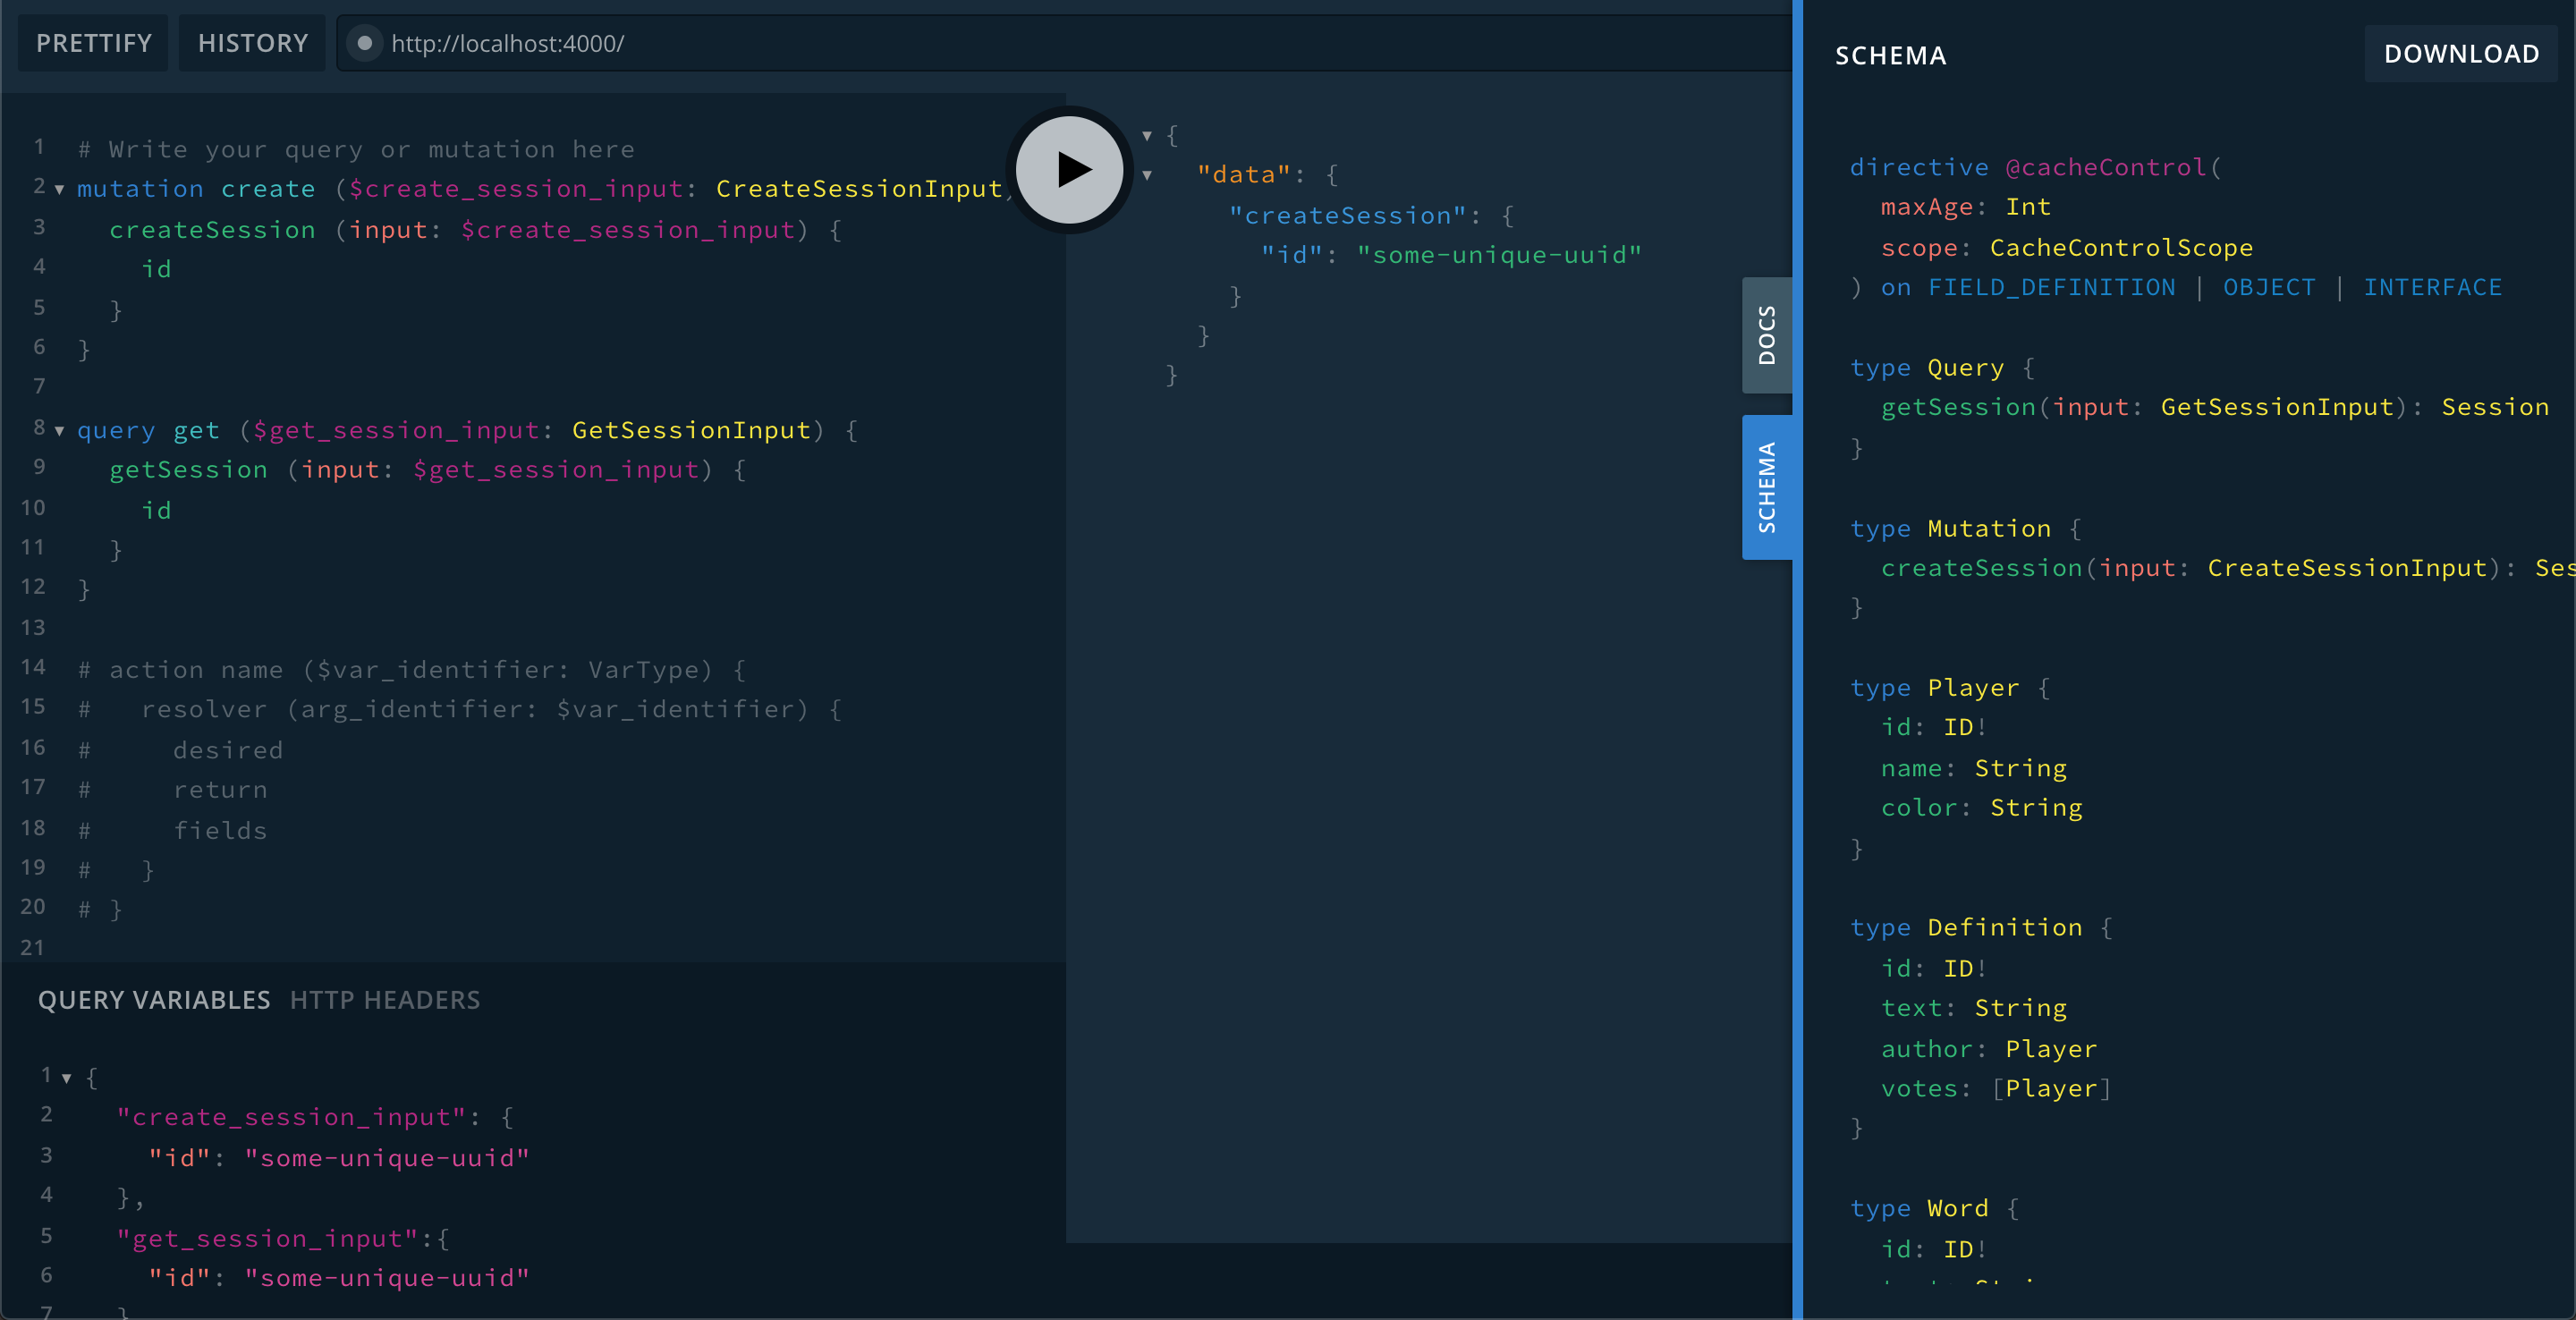 PRETTIFY HISTORY http://localhost:4000/
1 # Write your query or mutation here
2 mutation create ($create_session_input: CreateSessionInput)
3 createSession (input: $create_session_input) {
4 id
5 }
6 }
7
8 query get ($get_session_input: GetSessionInput) {
9 getSession (input: $get_session_input) {
10 id
11 }
12 }
13
14 # action name ($var_identifier: VarType) {
15 # resolver (arg_identifier: $var_identifier) {
16 # desired
17 # return
18 # fields
19 # }
20 # }
21
QUERY VARIABLES HTTP HEADERS
1 {
2 "create_session_input": {
3 "id": "some-unique-uuid"
4 },
5 "get_session_input":{
6 "id": "some-unique-uuid"
7 }
{
"data": {
"createSession": {
"id": "some-unique-uuid"
}
}
}
DOCS
SCHEMA
SCHEMA DOWNLOAD
directive @cacheControl(
maxAge: Int
scope: CacheControlScope
) on FIELD_DEFINITION | OBJECT | INTERFACE
type Query {
getSession(input: GetSessionInput): Session
}
type Mutation {
createSession(input: CreateSessionInput): Ses
}
type Player {
id: ID!
name: String
color: String
}
type Definition {
id: ID!
text: String
author: Player
votes: [Player]
}
type Word {
id: ID!